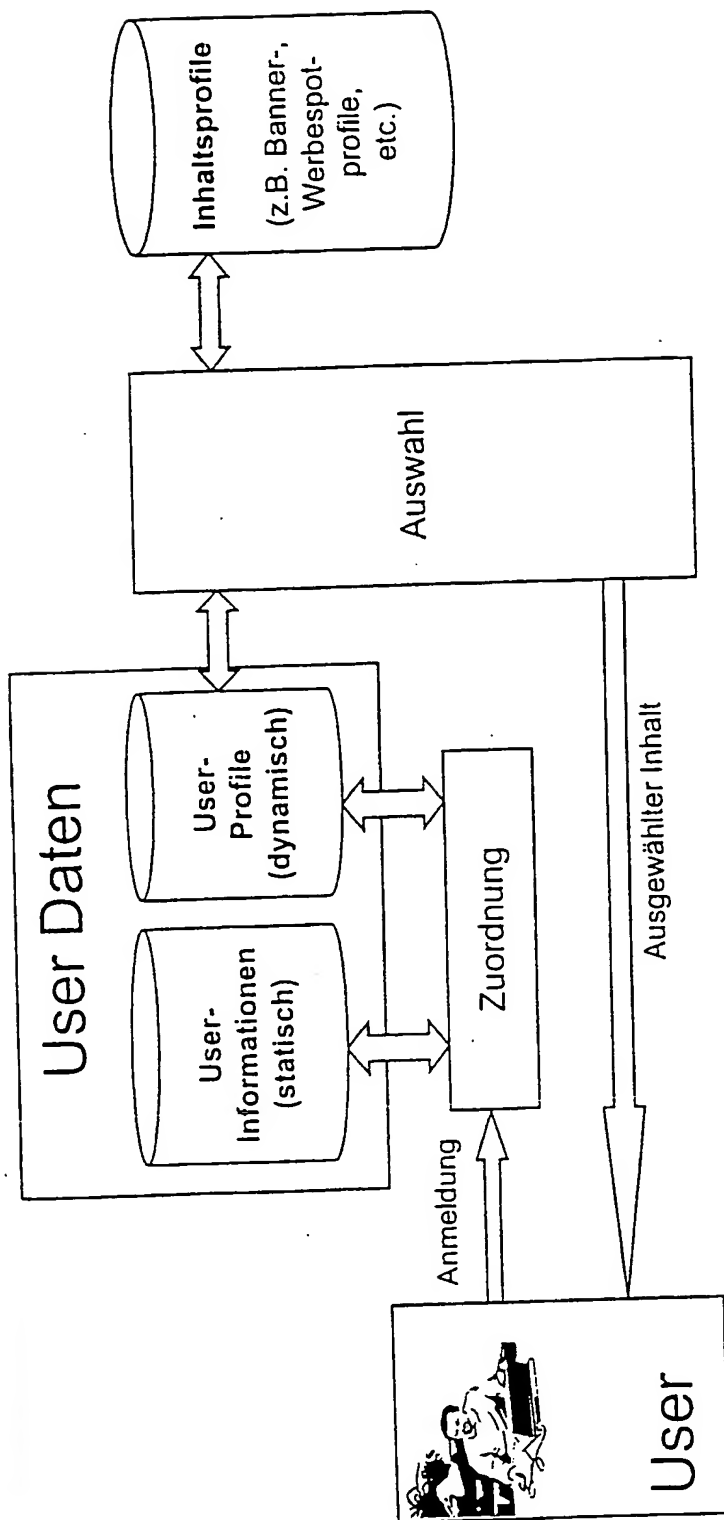 User Daten
User-
Informationen
(statisch)
User-
Profile
(dynamisch)
Inhaltsprofile
(z.B. Banner-,
Werbespot-
profile,
etc.)
Anmeldung
Zuordnung
Auswahl
Ausgewählter Inhalt
User